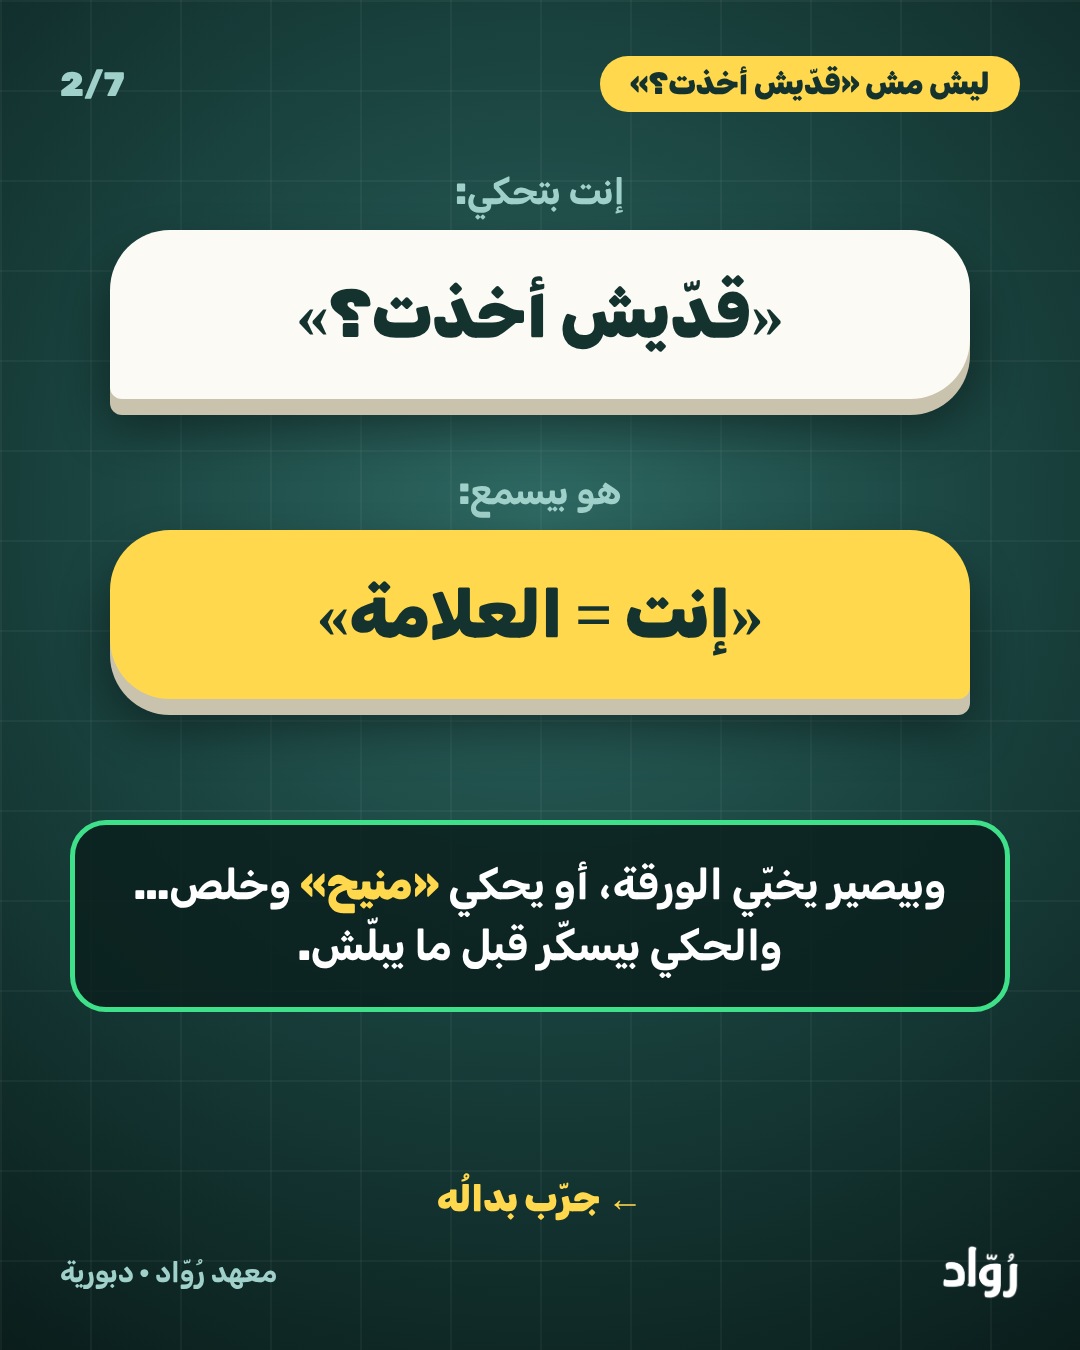 ليش مش «قدّيش أخذت؟»
2/7
إنت بتحكي:
«قدّيش أخذت؟»
هو بيسمع:
«إنت = العلامة»
وبيصير يخبّي الورقة، أو يحكي «منيح» وخلص...
والحكي بيسكّر قبل ما يبلّش.
← جرّب بدالُه
رُوّاد
معهد رُوّاد • دبورية